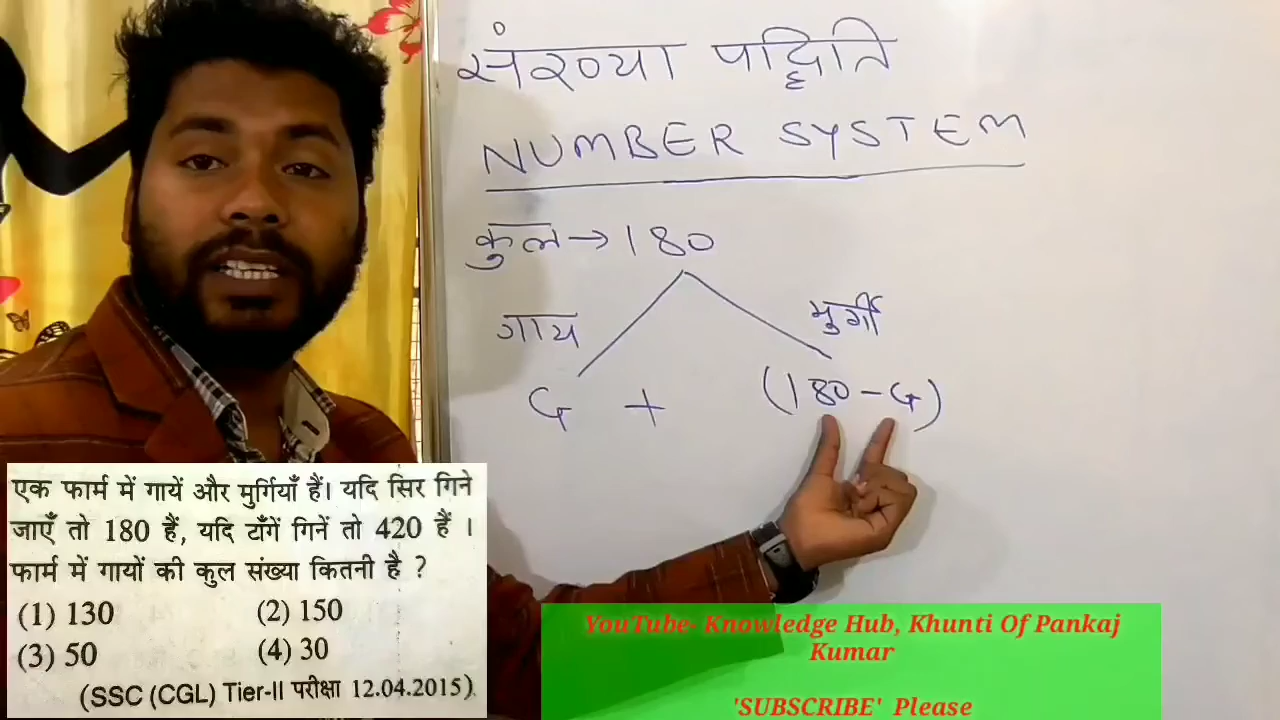 संख्या पद्धिति
NUMBER SYSTEM
कुल→180
गाय
मुर्गी
G + (180-G)
एक फार्म में गायें और मुर्गियाँ हैं। यदि सिर गिने
जाएँ तो 180 हैं, यदि टाँगें गिनें तो 420 हैं ।
फार्म में गायों की कुल संख्या कितनी है ?
(1) 130 (2) 150
(3) 50 (4) 30
(SSC (CGL) Tier-II परीक्षा 12.04.2015)
YouTube- Knowledge Hub, Khunti Of Pankaj
Kumar
'SUBSCRIBE' Please